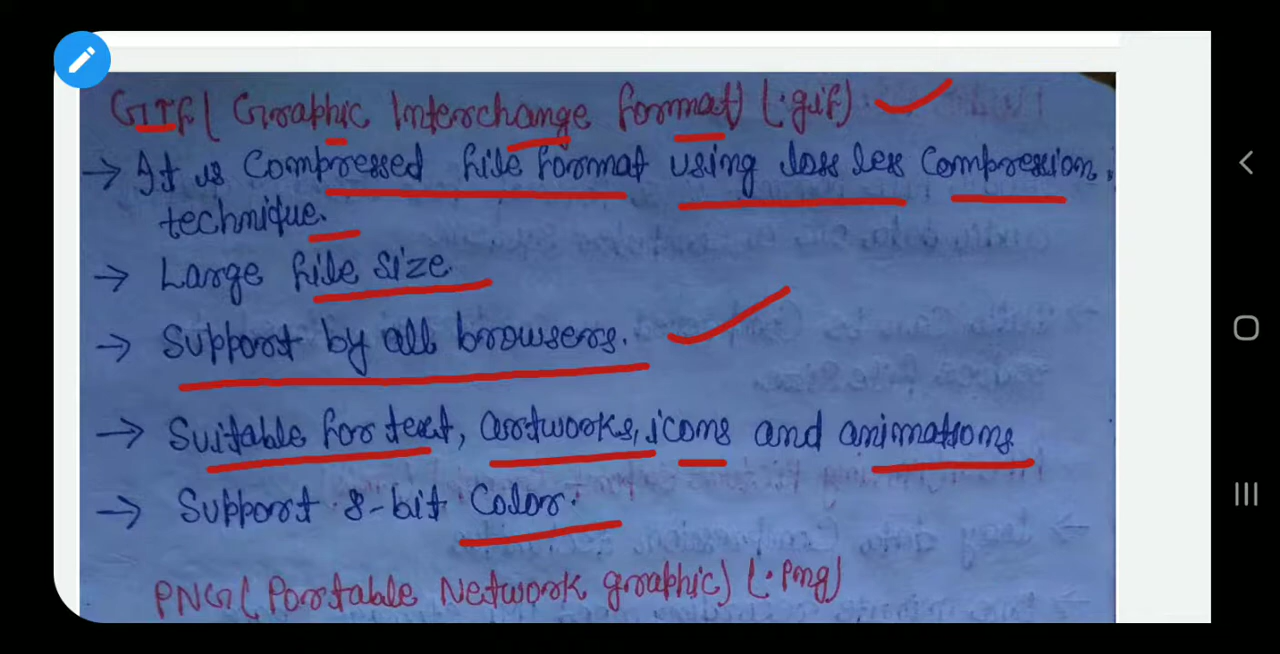 GIF( Graphic Interchange format) (.gif)
→ It is Compressed file format using loss less Compression.
technique.
→ Large file size
→ Support by all browsers.
→ Suitable for text, artworks, icons and animations
→ Support 8-bit Color.
PNG( Portable Network graphic) (.png)